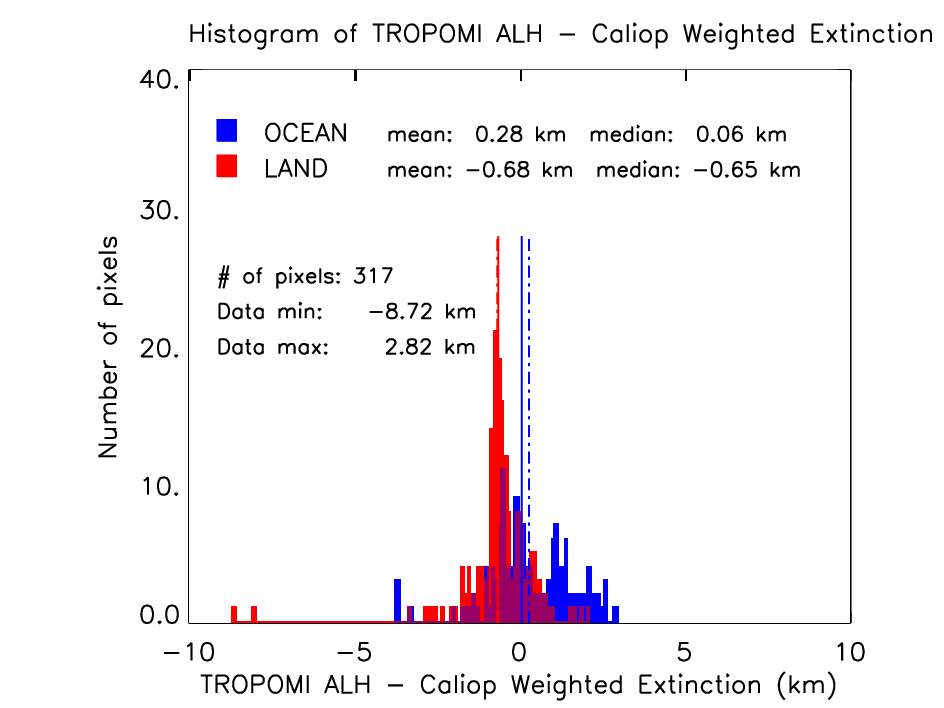 Histogram of TROPOMI ALH − Caliop Weighted Extinction
40.
OCEAN mean: 0.28 km median: 0.06 km
LAND mean: −0.68 km median: −0.65 km
30.
# of pixels: 317
Data min: −8.72 km
Data max: 2.82 km
20.
10.
0.0
Number of pixels
−10 −5 0 5 10
TROPOMI ALH − Caliop Weighted Extinction (km)